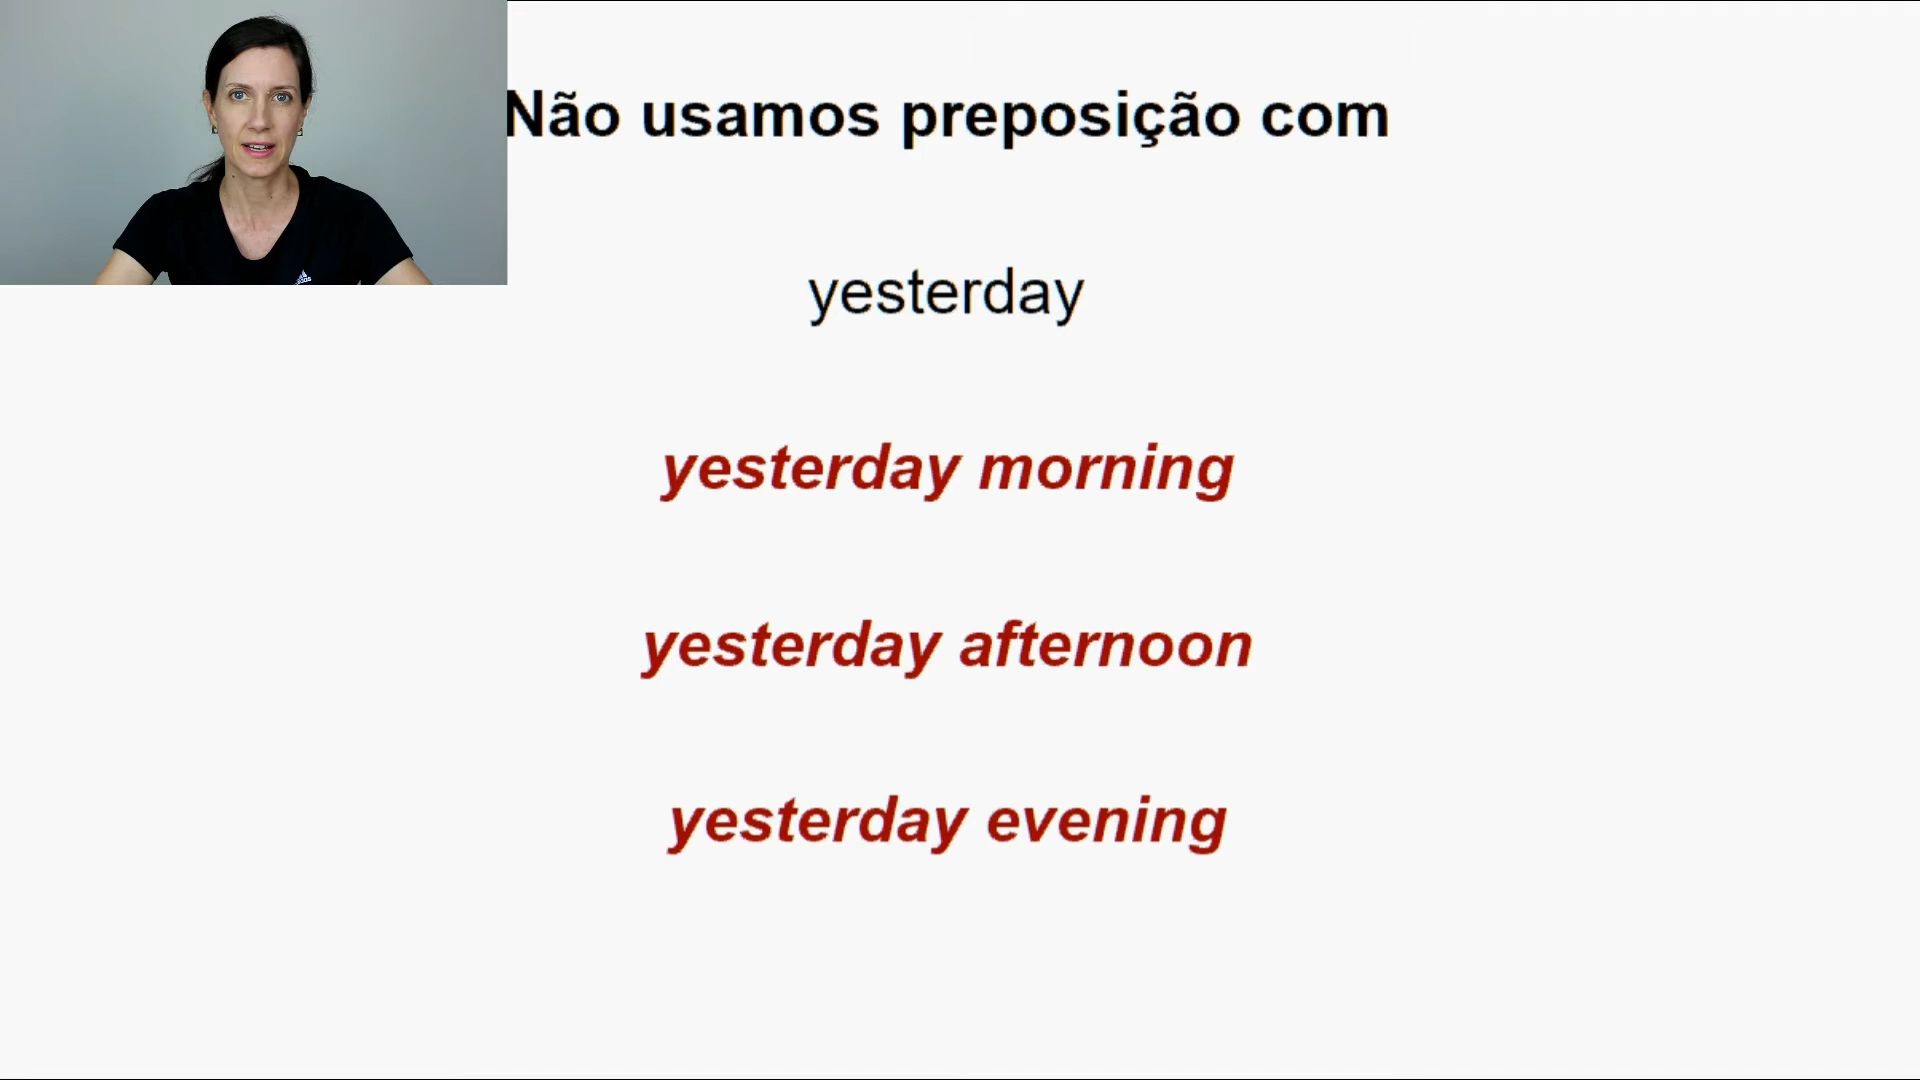 Não usamos preposição com
yesterday
yesterday morning
yesterday afternoon
yesterday evening